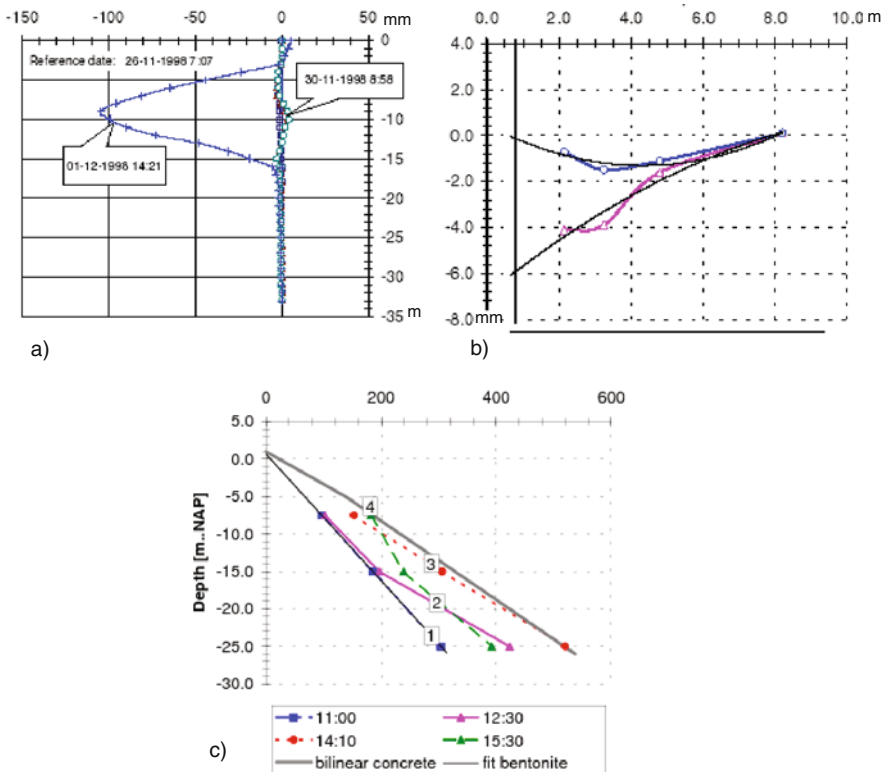 -150 -100 -50 0 50 mm
0
Reference date: 26-11-1998 7:07
-5
30-11-1998 8:58
-10
01-12-1998 14:21
-15
-20
-25
-30
-35 m
a)
0.0 2.0 4.0 6.0 8.0 10.0 m
4.0
2.0
0.0
-2.0
-4.0
-6.0
-8.0 mm
b)
0 200 400 600
5.0
0.0
-5.0
-10.0
-15.0
-20.0
-25.0
-30.0
Depth [m..NAP]
4
3
2
1
11:00 12:30
14:10 15:30
bilinear concrete fit bentonite
c)